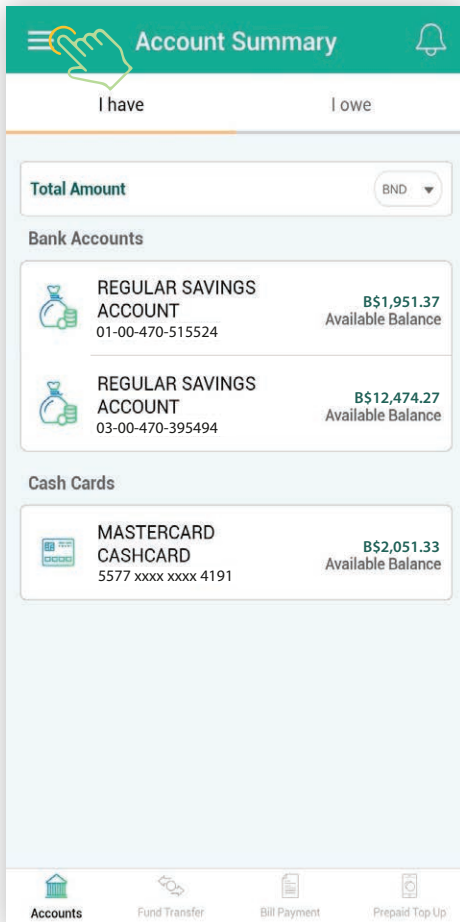 Account Summary
I have
I owe
Total Amount
BND
Bank Accounts
REGULAR SAVINGS
ACCOUNT
01-00-470-515524
B$1,951.37
Available Balance
REGULAR SAVINGS
ACCOUNT
03-00-470-395494
B$12,474.27
Available Balance
Cash Cards
MASTERCARD
CASHCARD
5577 xxxx xxxx 4191
B$2,051.33
Available Balance
Accounts
Fund Transfer
Bill Payment
Prepaid Top Up